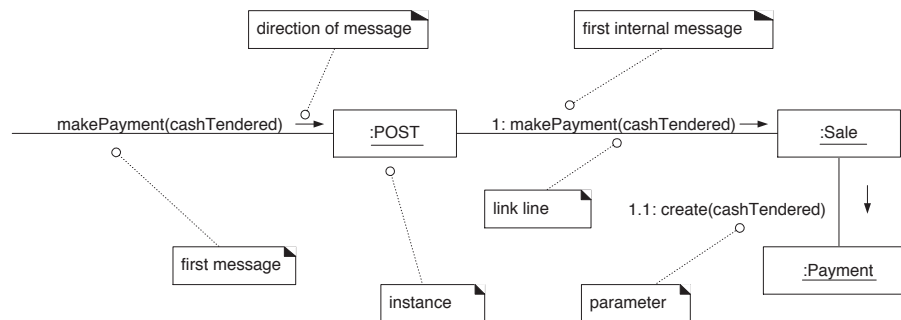 direction of message
first internal message
makePayment(cashTendered)
:POST
1: makePayment(cashTendered)
:Sale
link line
1.1: create(cashTendered)
first message
:Payment
instance
parameter